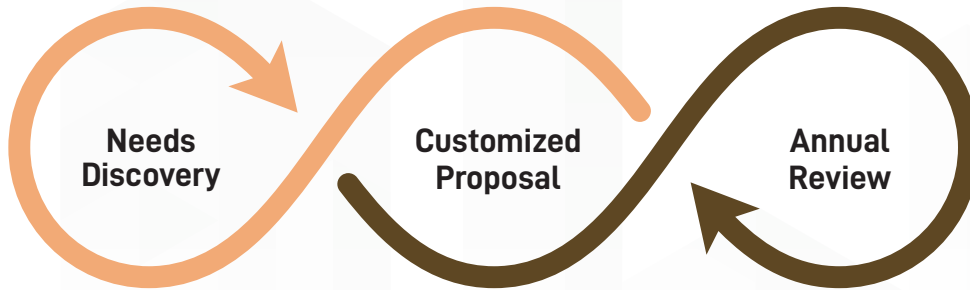 Needs
Discovery
Customized
Proposal
Annual
Review